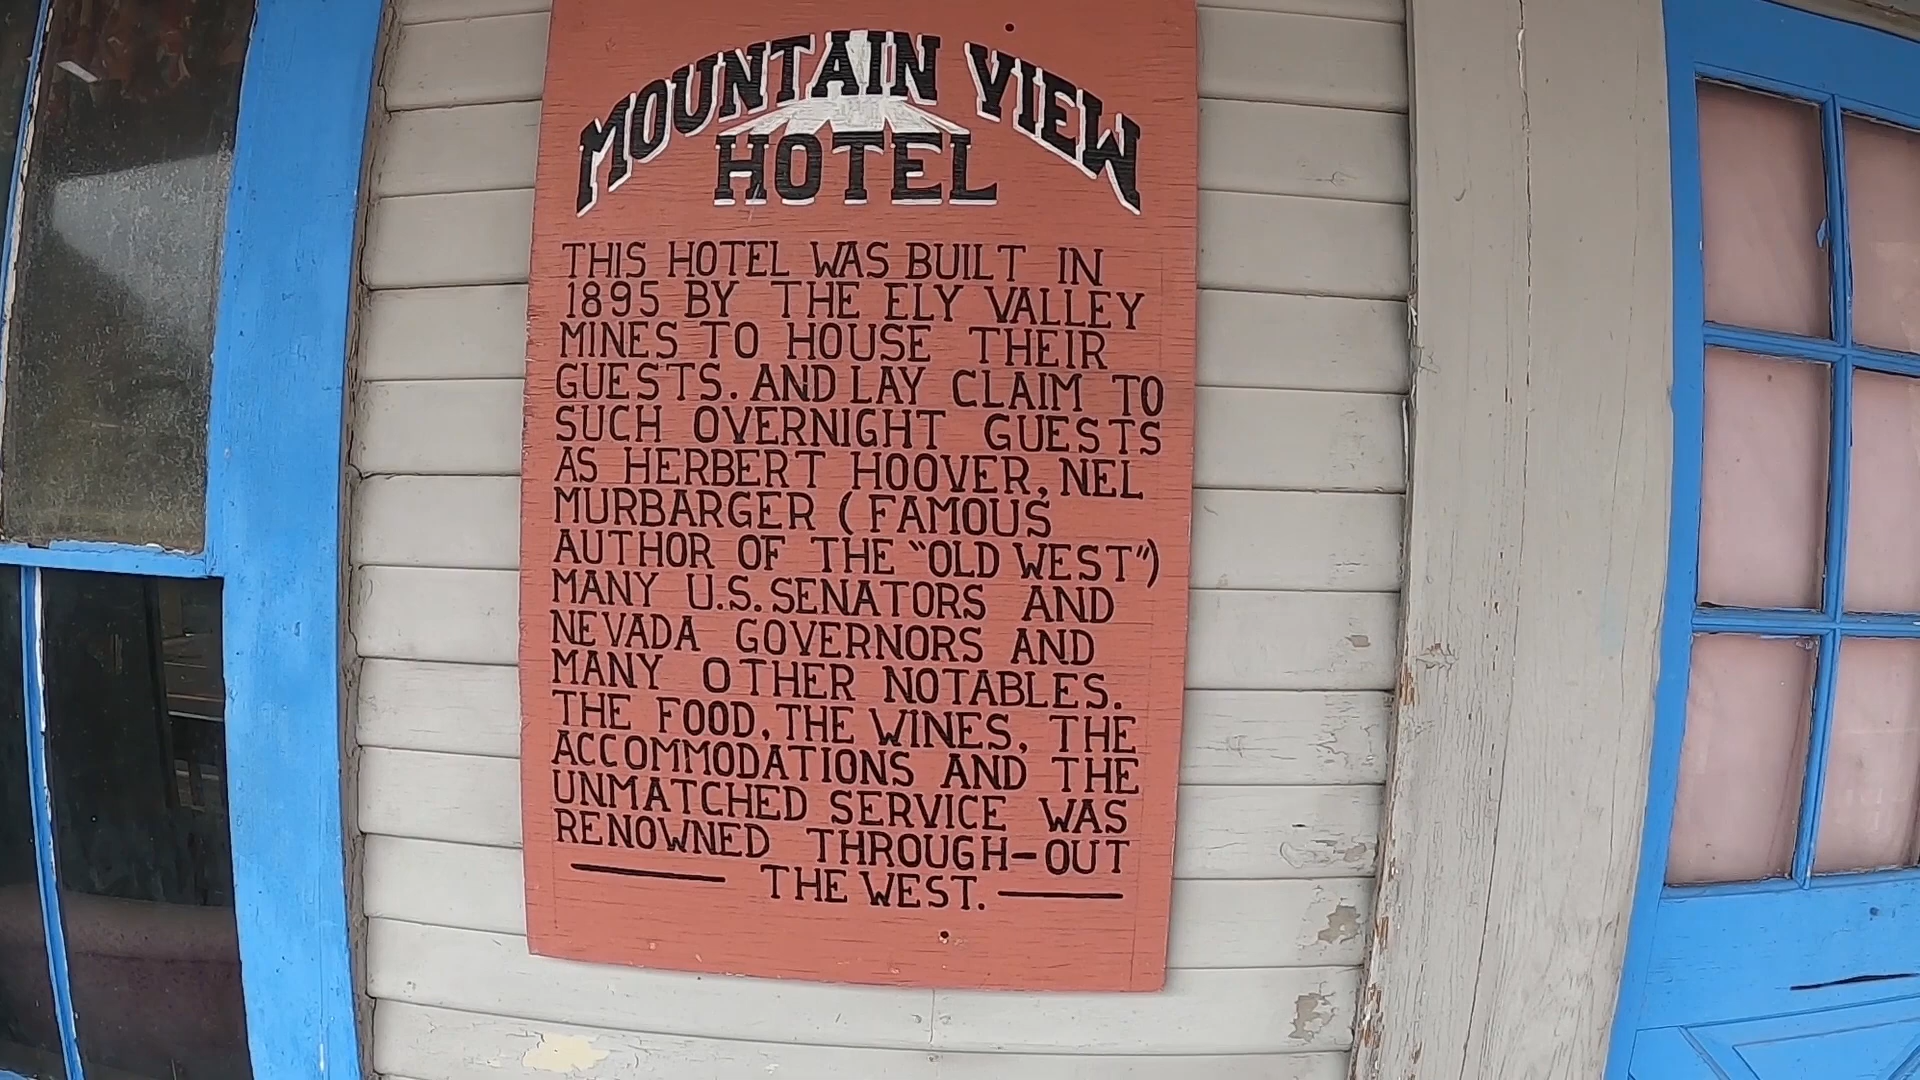 MOUNTAIN VIEW
HOTEL
THIS HOTEL WAS BUILT IN
1895 BY THE ELY VALLEY
MINES TO HOUSE THEIR
GUESTS. AND LAY CLAIM TO
SUCH OVERNIGHT GUESTS
AS HERBERT HOOVER, NEL
MURBARGER (FAMOUS
AUTHOR OF THE "OLD WEST")
MANY U.S. SENATORS AND
NEVADA GOVERNORS AND
MANY OTHER NOTABLES.
THE FOOD, THE WINES, THE
ACCOMMODATIONS AND THE
UNMATCHED SERVICE WAS
RENOWNED THROUGH-OUT
THE WEST.